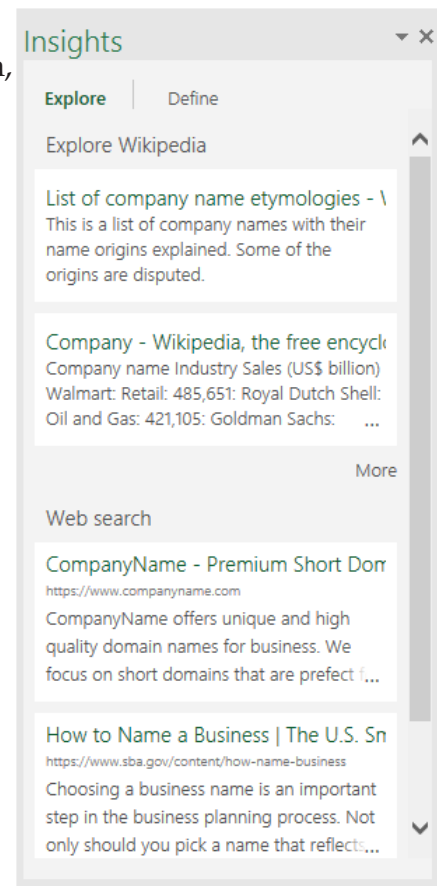 Insights
n,
Explore Define
Explore Wikipedia
List of company name etymologies -
This is a list of company names with their
name origins explained. Some of the
origins are disputed.
Company - Wikipedia, the free encycl
Company name Industry Sales (US$ billion)
Walmart: Retail: 485,651: Royal Dutch Shell:
Oil and Gas: 421,105: Goldman Sachs: ...
More
Web search
CompanyName - Premium Short Dom
https://www.companyname.com
CompanyName offers unique and high
quality domain names for business. We
focus on short domains that are prefect f...
How to Name a Business | The U.S. Sm
https://www.sba.gov/content/how-name-business
Choosing a business name is an important
step in the business planning process. Not
only should you pick a name that reflects...